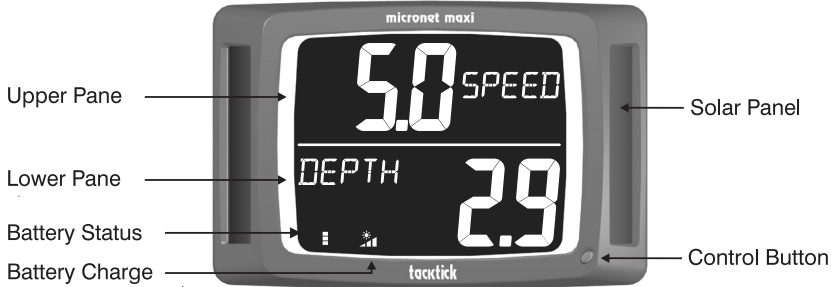 micronet maxi
5.0 SPEED
Upper Pane
Solar Panel
DEPTH
Lower Pane
2.9
Battery Status
Control Button
Battery Charge
tacktick